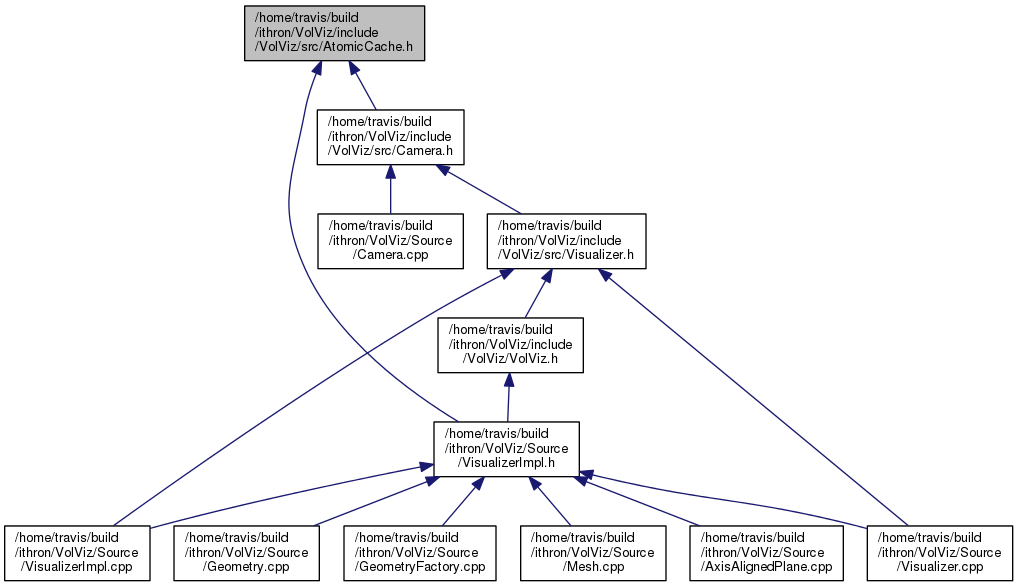 /home/travis/build
/ithron/VolViz/include
/VolViz/src/AtomicCache.h
/home/travis/build
/ithron/VolViz/include
/VolViz/src/Camera.h
/home/travis/build
/ithron/VolViz/Source
/Camera.cpp
/home/travis/build
/ithron/VolViz/include
/VolViz/src/Visualizer.h
/home/travis/build
/ithron/VolViz/include
/VolViz/VolViz.h
/home/travis/build
/ithron/VolViz/Source
/VisualizerImpl.h
/home/travis/build
/ithron/VolViz/Source
/VisualizerImpl.cpp
/home/travis/build
/ithron/VolViz/Source
/Geometry.cpp
/home/travis/build
/ithron/VolViz/Source
/GeometryFactory.cpp
/home/travis/build
/ithron/VolViz/Source
/Mesh.cpp
/home/travis/build
/ithron/VolViz/Source
/AxisAlignedPlane.cpp
/home/travis/build
/ithron/VolViz/Source
/Visualizer.cpp